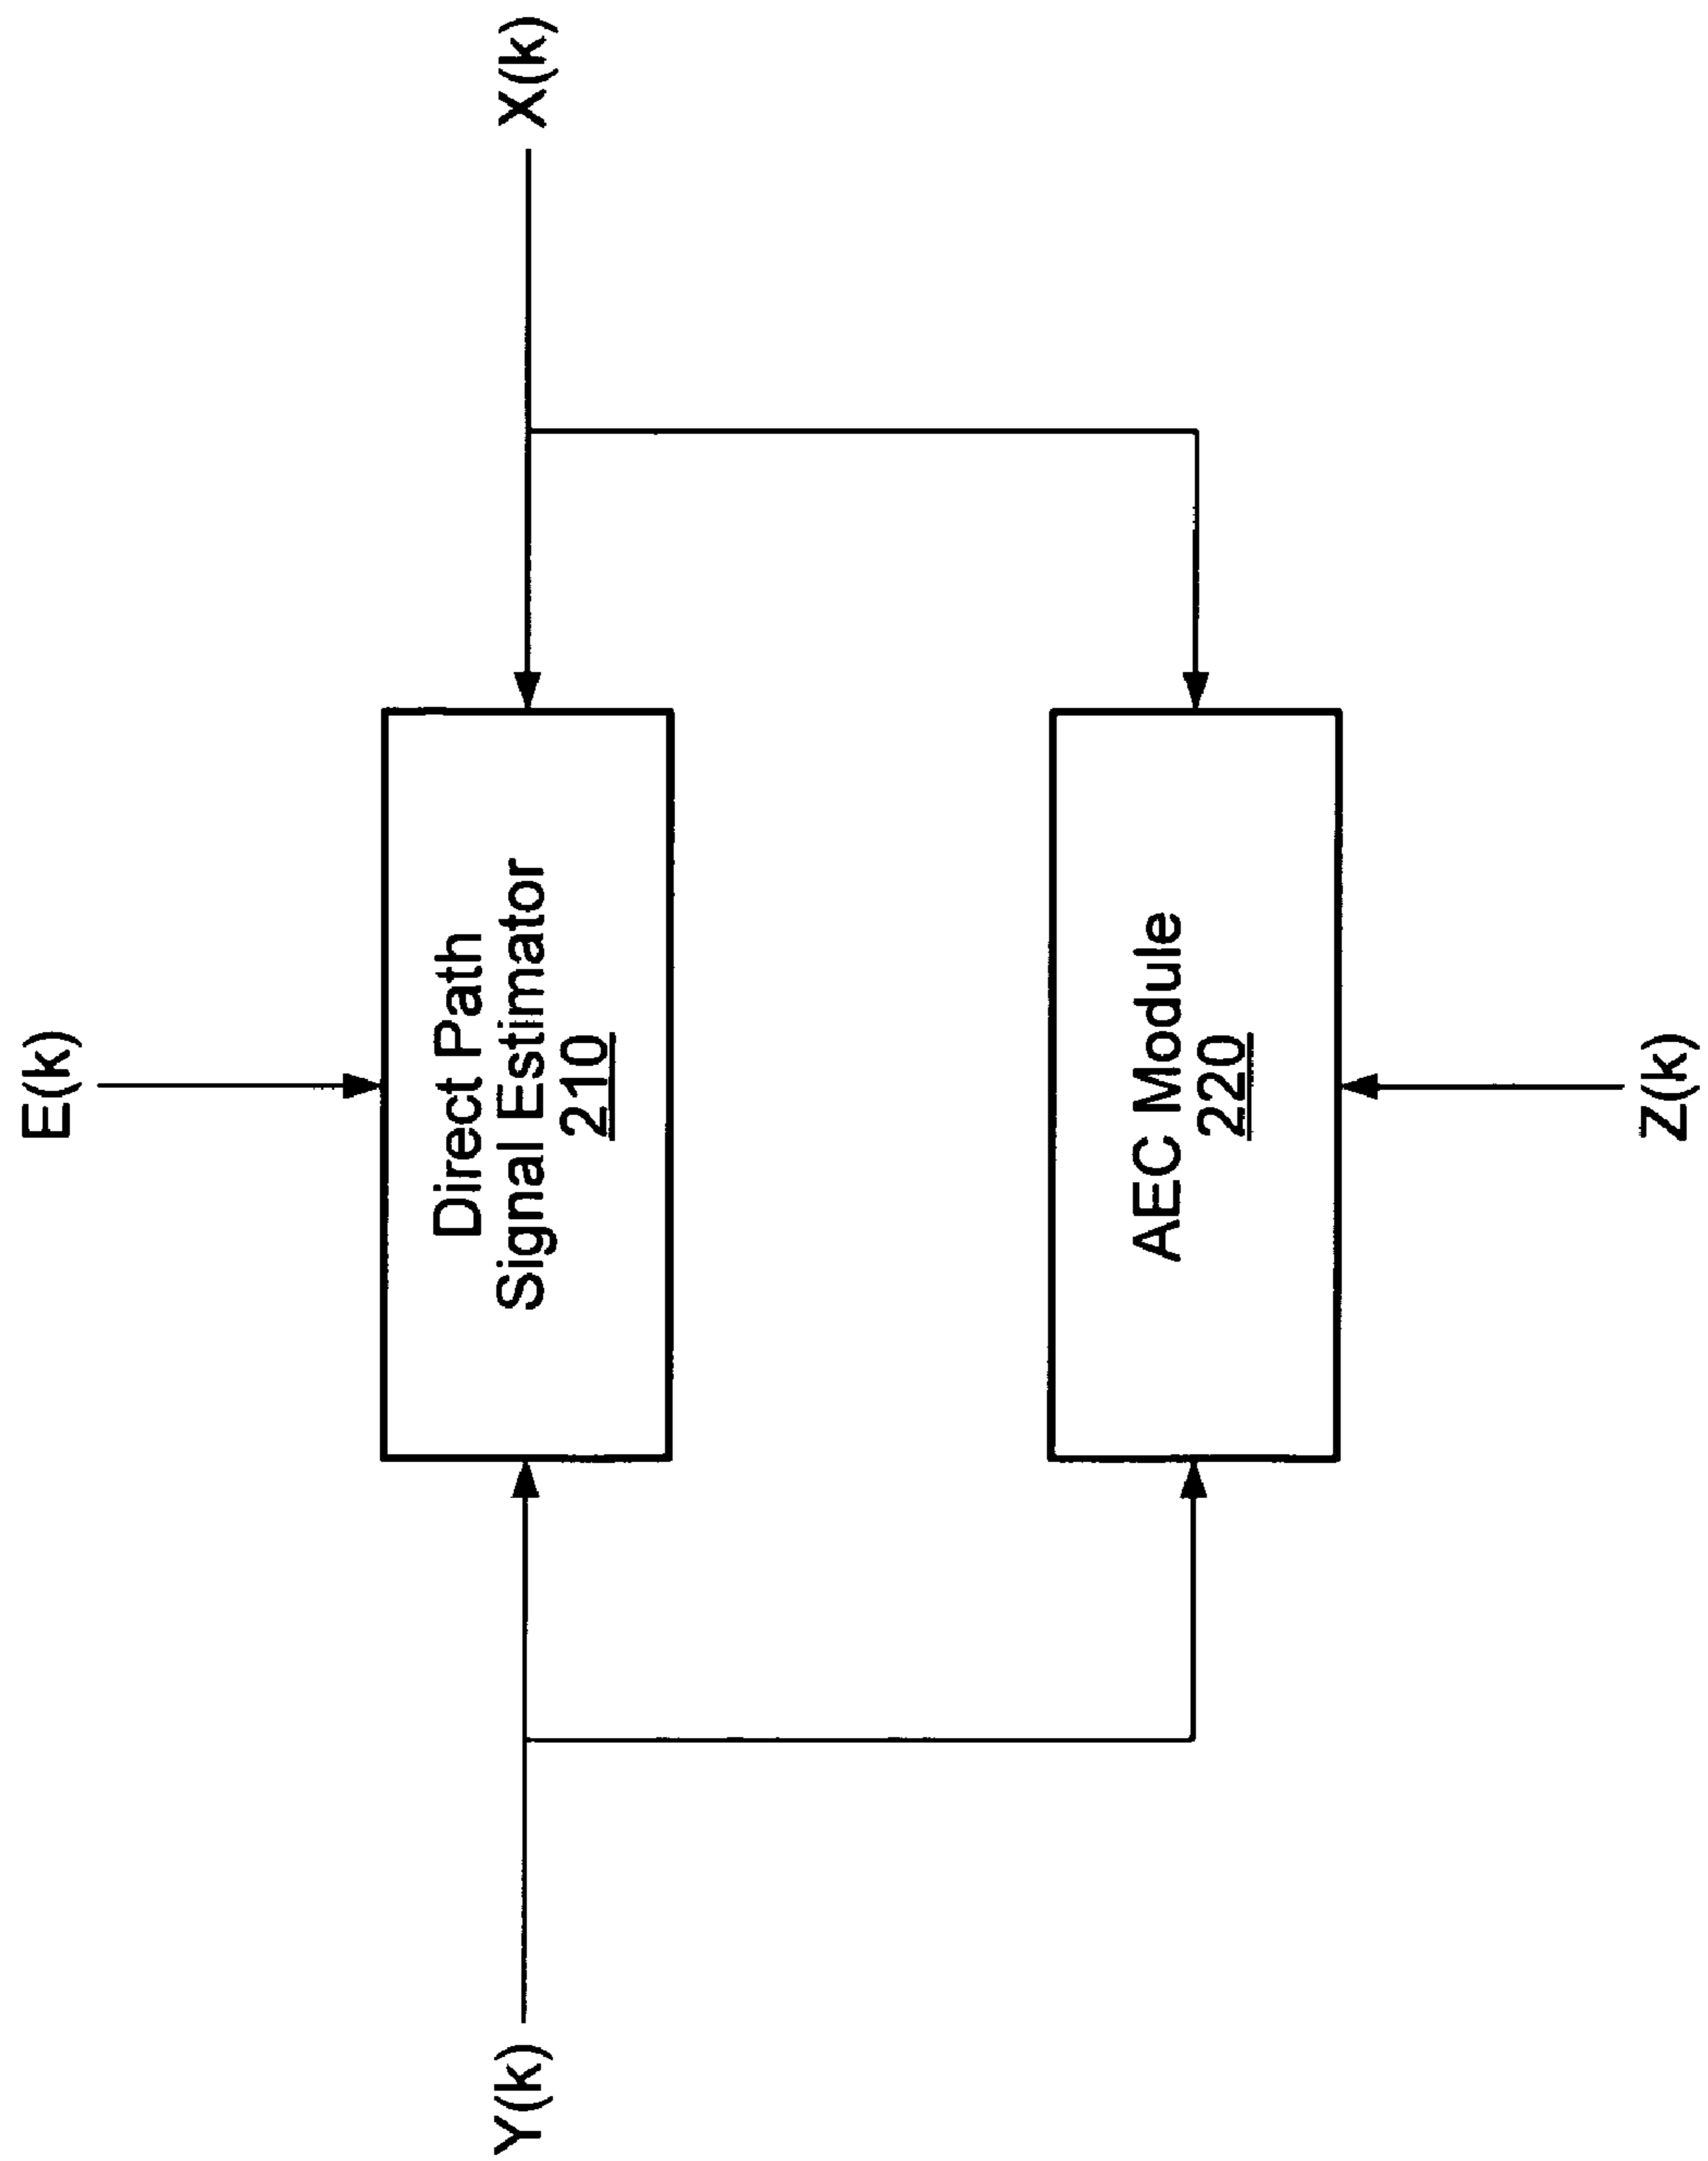 E(k)
Y(k)
Direct Path
Signal Estimator
210
X(k)
AEC Module
220
Z(k)